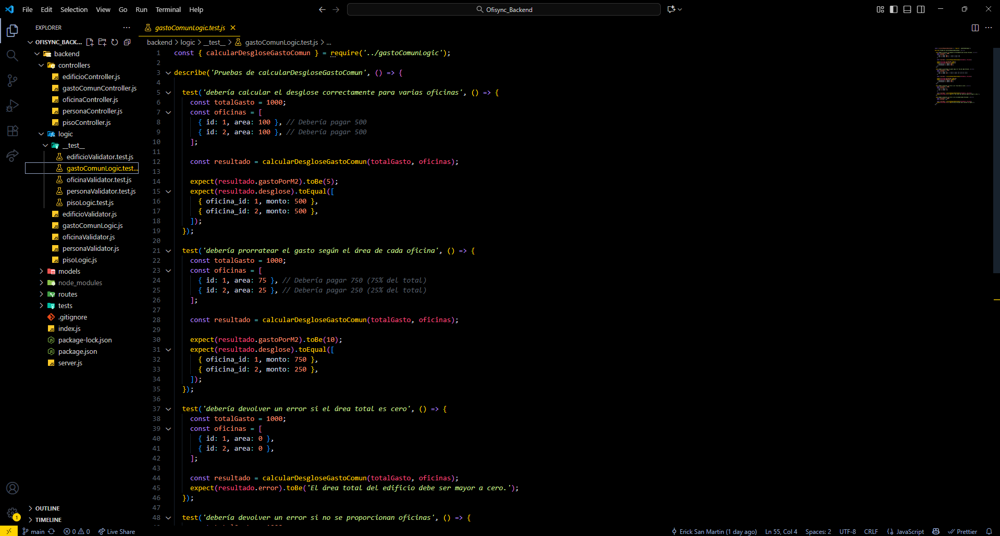 File Edit Selection View Go Run Terminal Help
Ofisync_Backend
EXPLORER
OFISYNC_BACK...
backend
controllers
edificioController.js
gastoComunController.js
oficinaController.js
personaController.js
pisoController.js
logic
__test__
edificioValidator.test.js
gastoComunLogic.test...
oficinaValidator.test.js
personaValidator.test.js
pisoLogic.test.js
edificioValidator.js
gastoComunLogic.js
oficinaValidator.js
personaValidator.js
pisoLogic.js
models
node_modules
routes
tests
.gitignore
index.js
package-lock.json
package.json
server.js
OUTLINE
TIMELINE
gastoComunLogic.test.js
backend > logic > __test__ > gastoComunLogic.test.js > ...
1 const { calcularDesgloseGastoComun } = require('../gastoComunLogic');
2
3 describe('Pruebas de calcularDesgloseGastoComun', () => {
4
5 test('debería calcular el desglose correctamente para varias oficinas', () => {
6 const totalGasto = 1000;
7 const oficinas = [
8 { id: 1, area: 100 }, // Debería pagar 500
9 { id: 2, area: 100 }, // Debería pagar 500
10 ];
11
12 const resultado = calcularDesgloseGastoComun(totalGasto, oficinas);
13
14 expect(resultado.gastoPorM2).toBe(5);
15 expect(resultado.desglose).toEqual([
16 { oficina_id: 1, monto: 500 },
17 { oficina_id: 2, monto: 500 },
18 ]);
19 });
20
21 test('debería prorratear el gasto según el área de cada oficina', () => {
22 const totalGasto = 1000;
23 const oficinas = [
24 { id: 1, area: 75 }, // Debería pagar 750 (75% del total)
25 { id: 2, area: 25 }, // Debería pagar 250 (25% del total)
26 ];
27
28 const resultado = calcularDesgloseGastoComun(totalGasto, oficinas);
29
30 expect(resultado.gastoPorM2).toBe(10);
31 expect(resultado.desglose).toEqual([
32 { oficina_id: 1, monto: 750 },
33 { oficina_id: 2, monto: 250 },
34 ]);
35 });
36
37 test('debería devolver un error si el área total es cero', () => {
38 const totalGasto = 1000;
39 const oficinas = [
40 { id: 1, area: 0 },
41 { id: 2, area: 0 },
42 ];
43
44 const resultado = calcularDesgloseGastoComun(totalGasto, oficinas);
45 expect(resultado.error).toBe('El área total del edificio debe ser mayor a cero.');
46 });
47
48 test('debería devolver un error si no se proporcionan oficinas', () => {
1
main 0 0 Live Share Erick San Martin (1 day ago) Ln 55, Col 4 Spaces: 2 UTF-8 CRLF {} JavaScript Prettier